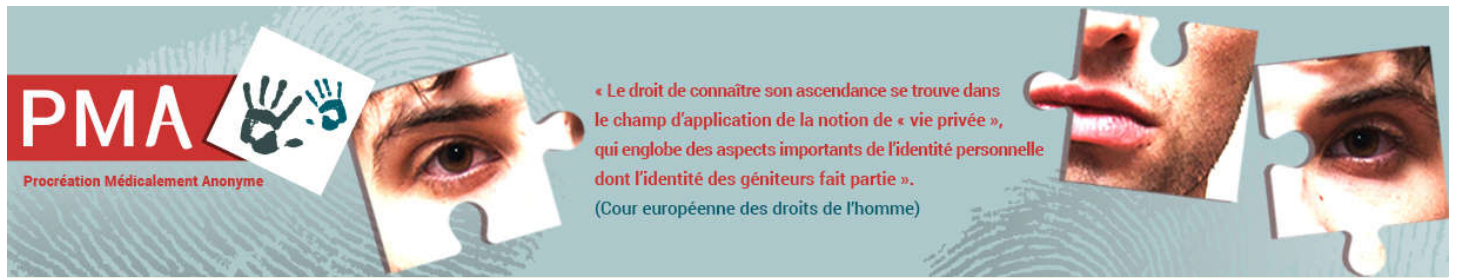 PMA
Procréation Médicalement Anonyme
« Le droit de connaître son ascendance se trouve dans
le champ d'application de la notion de « vie privée »,
qui englobe des aspects importants de l'identité personnelle
dont l'identité des géniteurs fait partie ».
(Cour européenne des droits de l'homme)